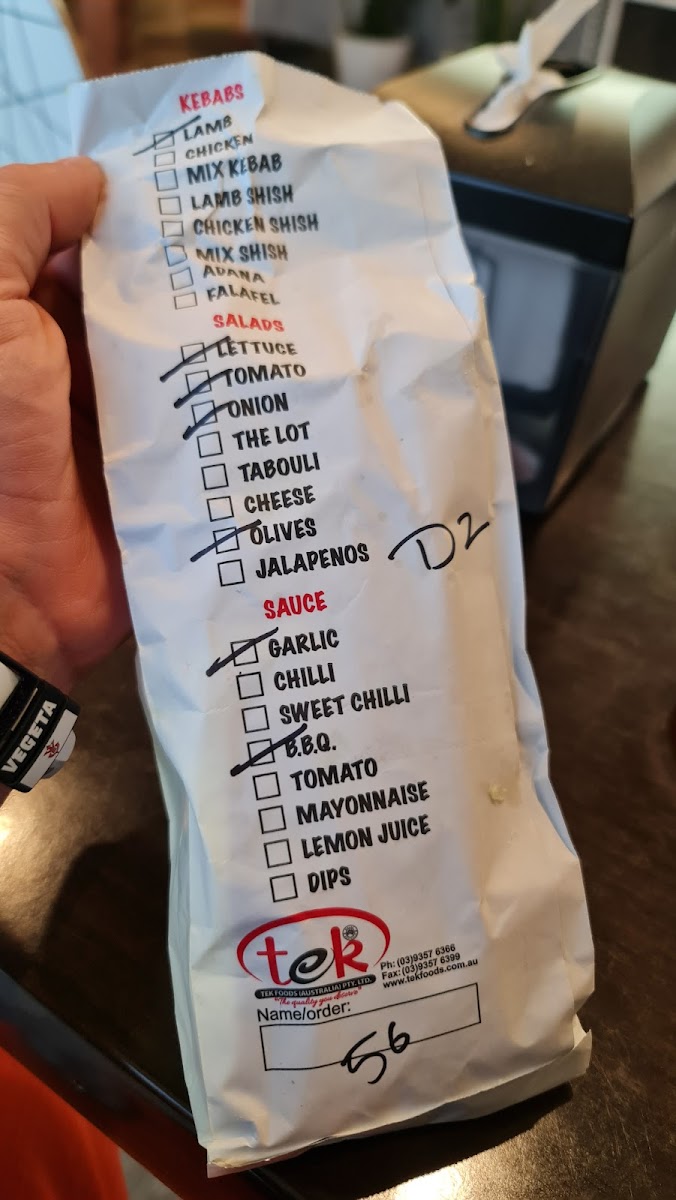 KEBABS
LAMB
CHICKEN
MIX KEBAB
LAMB SHISH
CHICKEN SHISH
MIX SHISH
ADANA
FALAFEL
SALADS
LETTUCE
TOMATO
ONION
THE LOT
TABOULI
CHEESE
OLIVES
JALAPENOS
D2
SAUCE
GARLIC
CHILLI
SWEET CHILLI
B.B.Q.
TOMATO
MAYONNAISE
LEMON JUICE
DIPS
tek
TEK FOODS (AUSTRALIA) PTY. LTD.
"The quality you deserve"
Ph: (03)9357 6366
Fax: (03)9357 6399
www.tekfoods.com.au
Name/order:
56
VEGETA